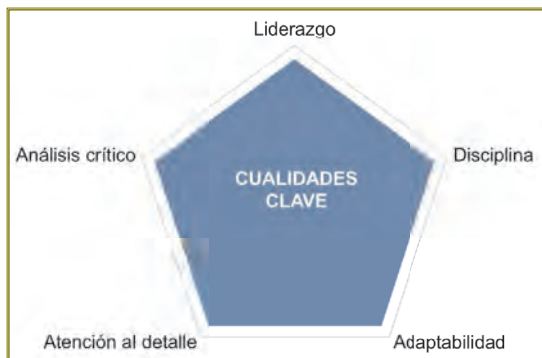 Liderazgo
Análisis crítico
Disciplina
CUALIDADES
CLAVE
Atención al detalle
Adaptabilidad